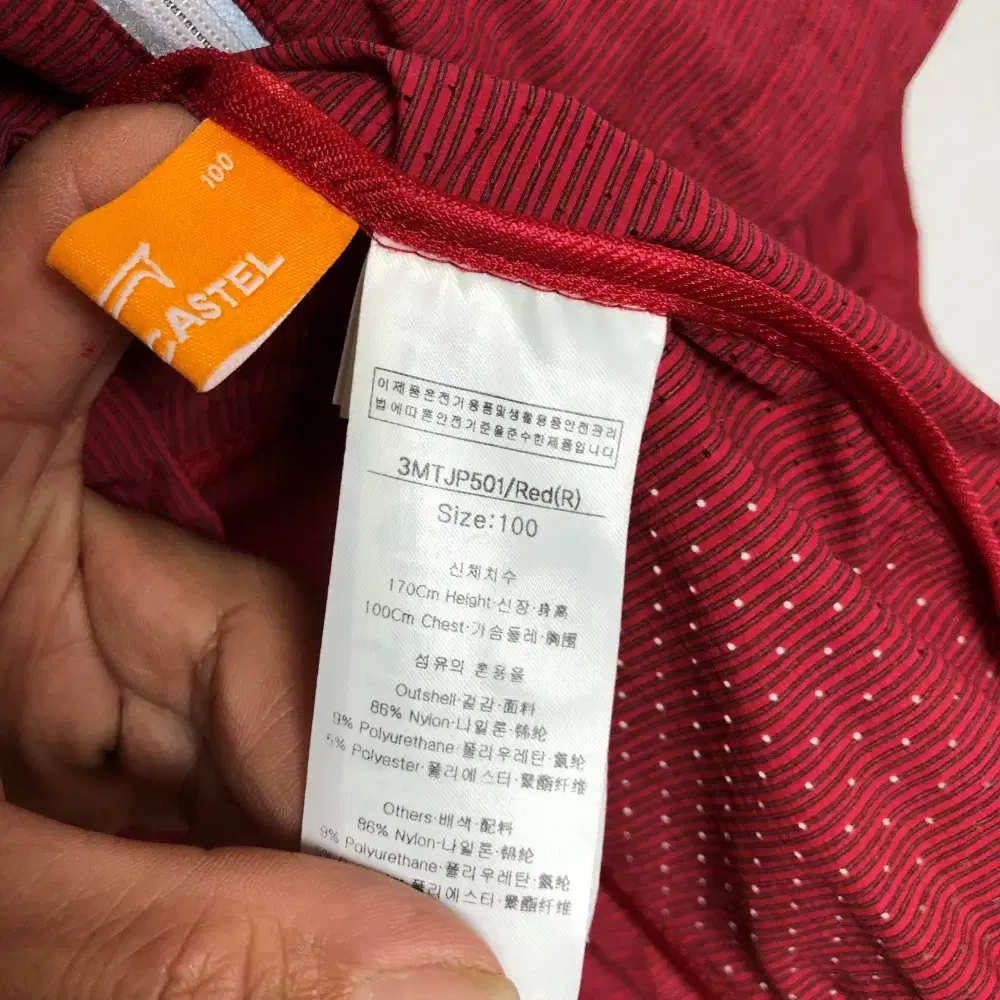 100
CASTEL
이제품은전기용품및생활용품안전관리
법에따른안전기준을준수한제품입니다
3MTJP501/Red(R)
Size:100
신체치수
170Cm Height·신장·身高
100Cm Chest·가슴둘레·胸围
섬유의 혼용율
Outshell·겉감·面料
86% Nylon·나일론·锦纶
9% Polyurethane·폴리우레탄·氨纶
5% Polyester·폴리에스터·聚酯纤维
Others·배색·配料
86% Nylon·나일론·锦纶
9% Polyurethane·폴리우레탄·氨纶
폴리에스터·聚酯纤维